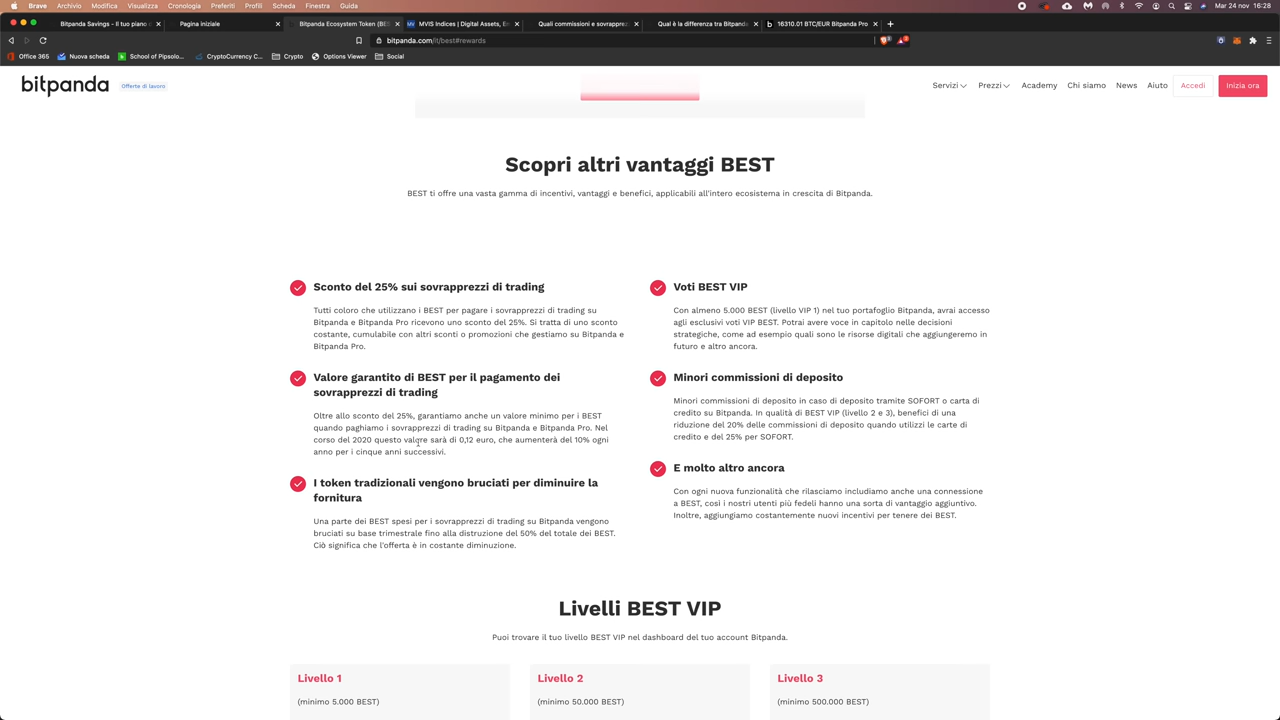 Brave Archivio Modifica Visualizza Cronologia Preferiti Profili Scheda Finestra Guida Mar 24 nov 16:28
Bitpanda Savings - Il tuo piano d Pagina iniziale Bitpanda Ecosystem Token (BES MVIS Indices | Digital Assets, E Quali commissioni e sovrapprez Qual è la differenza tra Bitpanda 16310.01 BTC/EUR Bitpanda Pro
bitpanda.com/it/best#rewards
Office 365 Nuova scheda School of Pipsolo... CryptoCurrency C... Crypto Options Viewer Social
bitpanda Offerte di lavoro Servizi Prezzi Academy Chi siamo News Aiuto Accedi Inizia ora
Scopri altri vantaggi BEST
BEST ti offre una vasta gamma di incentivi, vantaggi e benefici, applicabili all'intero ecosistema in crescita di Bitpanda.
Sconto del 25% sui sovrapprezzi di trading
Tutti coloro che utilizzano i BEST per pagare i sovrapprezzi di trading su
Bitpanda e Bitpanda Pro ricevono uno sconto del 25%. Si tratta di uno sconto
costante, cumulabile con altri sconti o promozioni che gestiamo su Bitpanda e
Bitpanda Pro.
Valore garantito di BEST per il pagamento dei
sovrapprezzi di trading
Oltre allo sconto del 25%, garantiamo anche un valore minimo per i BEST
quando paghiamo i sovrapprezzi di trading su Bitpanda e Bitpanda Pro. Nel
corso del 2020 questo valore sarà di 0,12 euro, che aumenterà del 10% ogni
anno per i cinque anni successivi.
I token tradizionali vengono bruciati per diminuire la
fornitura
Una parte dei BEST spesi per i sovrapprezzi di trading su Bitpanda vengono
bruciati su base trimestrale fino alla distruzione del 50% del totale dei BEST.
Ciò significa che l'offerta è in costante diminuzione.
Voti BEST VIP
Con almeno 5.000 BEST (livello VIP 1) nel tuo portafoglio Bitpanda, avrai accesso
agli esclusivi voti VIP BEST. Potrai avere voce in capitolo nelle decisioni
strategiche, come ad esempio quali sono le risorse digitali che aggiungeremo in
futuro e altro ancora.
Minori commissioni di deposito
Minori commissioni di deposito in caso di deposito tramite SOFORT o carta di
credito su Bitpanda. In qualità di BEST VIP (livello 2 e 3), benefici di una
riduzione del 20% delle commissioni di deposito quando utilizzi le carte di
credito e del 25% per SOFORT.
E molto altro ancora
Con ogni nuova funzionalità che rilasciamo includiamo anche una connessione
a BEST, così i nostri utenti più fedeli hanno una sorta di vantaggio aggiuntivo.
Inoltre, aggiungiamo costantemente nuovi incentivi per tenere dei BEST.
Livelli BEST VIP
Puoi trovare il tuo livello BEST VIP nel dashboard del tuo account Bitpanda.
Livello 1
(minimo 5.000 BEST)
Livello 2
(minimo 50.000 BEST)
Livello 3
(minimo 500.000 BEST)